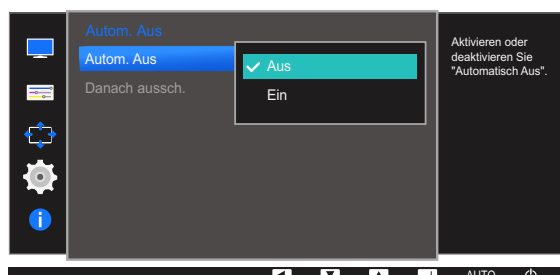 Autom. Aus
Autom. Aus
Danach aussch.
Aus
Ein
Aktivieren oder
deaktivieren Sie
"Automatisch Aus".
AUTO